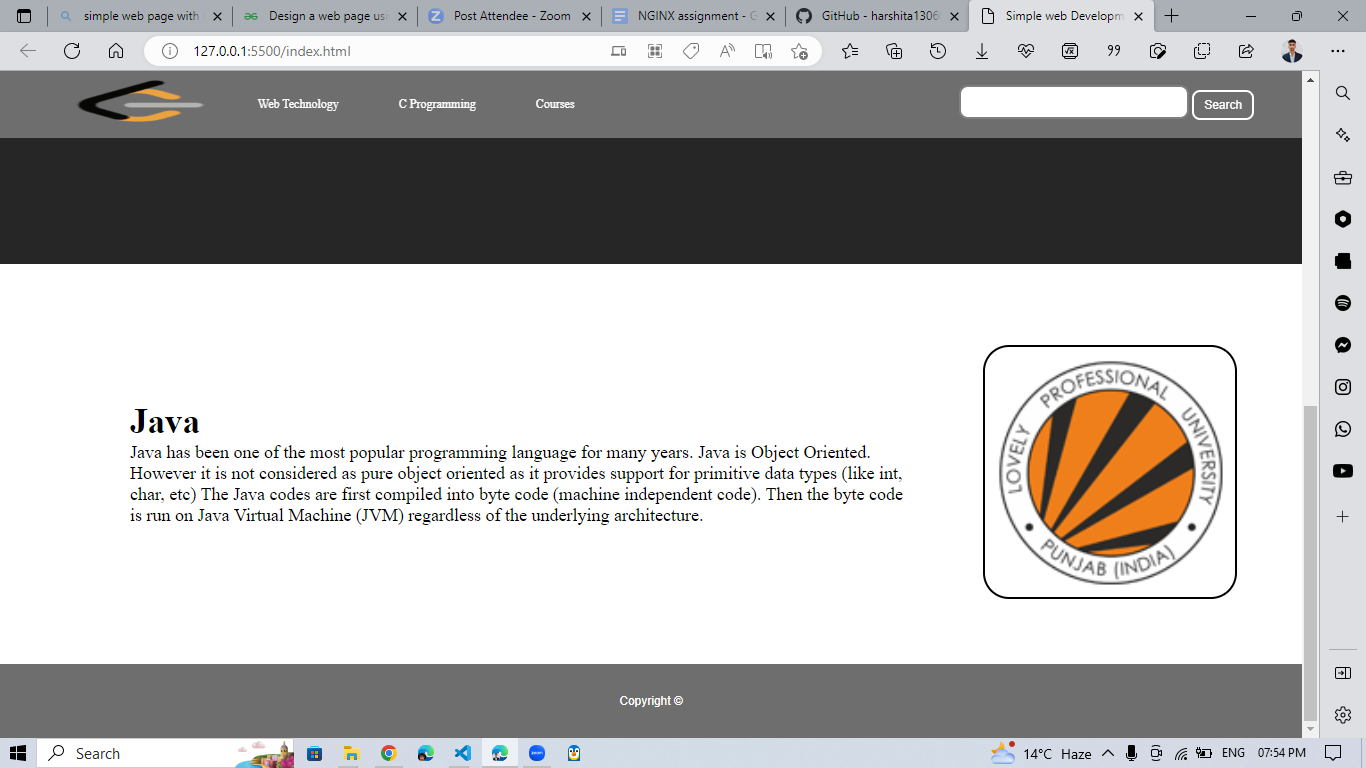 simple web page with
Design a web page usi
Post Attendee - Zoom
NGINX assignment - G
GitHub - harshita1306
Simple web Developm
127.0.0.1:5500/index.html
Web Technology
C Programming
Courses
Search
Java
Java has been one of the most popular programming language for many years. Java is Object Oriented.
However it is not considered as pure object oriented as it provides support for primitive data types (like int,
char, etc) The Java codes are first compiled into byte code (machine independent code). Then the byte code
is run on Java Virtual Machine (JVM) regardless of the underlying architecture.
LOVELY PROFESSIONAL UNIVERSITY
• PUNJAB (INDIA) •
Copyright ©
Search
14°C Haze
ENG
07:54 PM